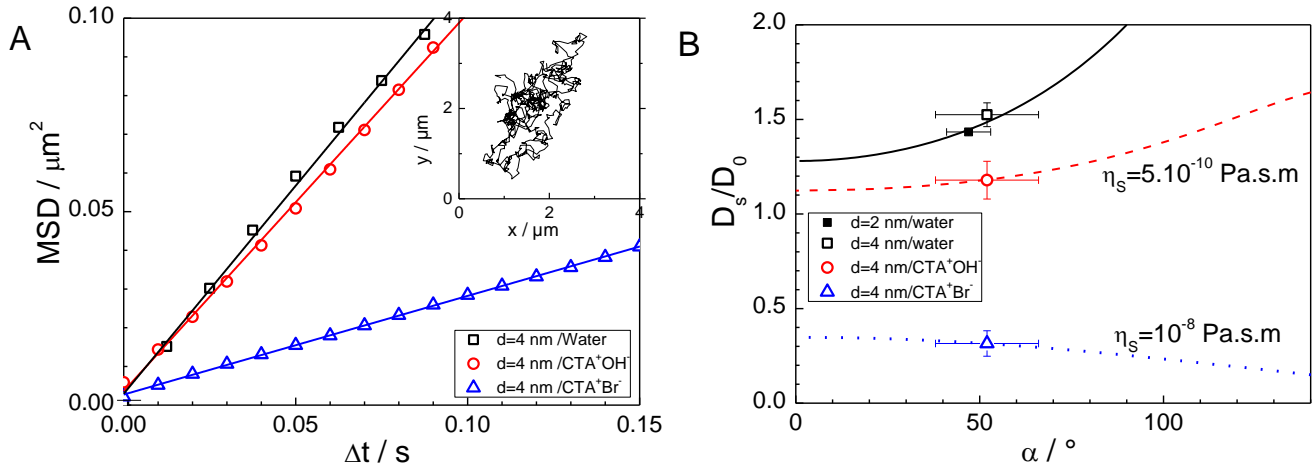 A
MSD / μm²
0.10
0.05
0.00
0.00
0.05
0.10
0.15
Δt / s
y / μm
4
2
0
0
2
4
x / μm
d=4 nm /Water
d=4 nm /CTA⁺OH⁻
d=4 nm /CTA⁺Br⁻
B
Dₛ/D₀
2.0
1.5
1.0
0.5
0.0
0
50
100
α / °
η_S=5.10⁻¹⁰ Pa.s.m
d=2 nm/water
d=4 nm/water
d=4 nm/CTA⁺OH⁻
d=4 nm/CTA⁺Br⁻
η_S=10⁻⁸ Pa.s.m